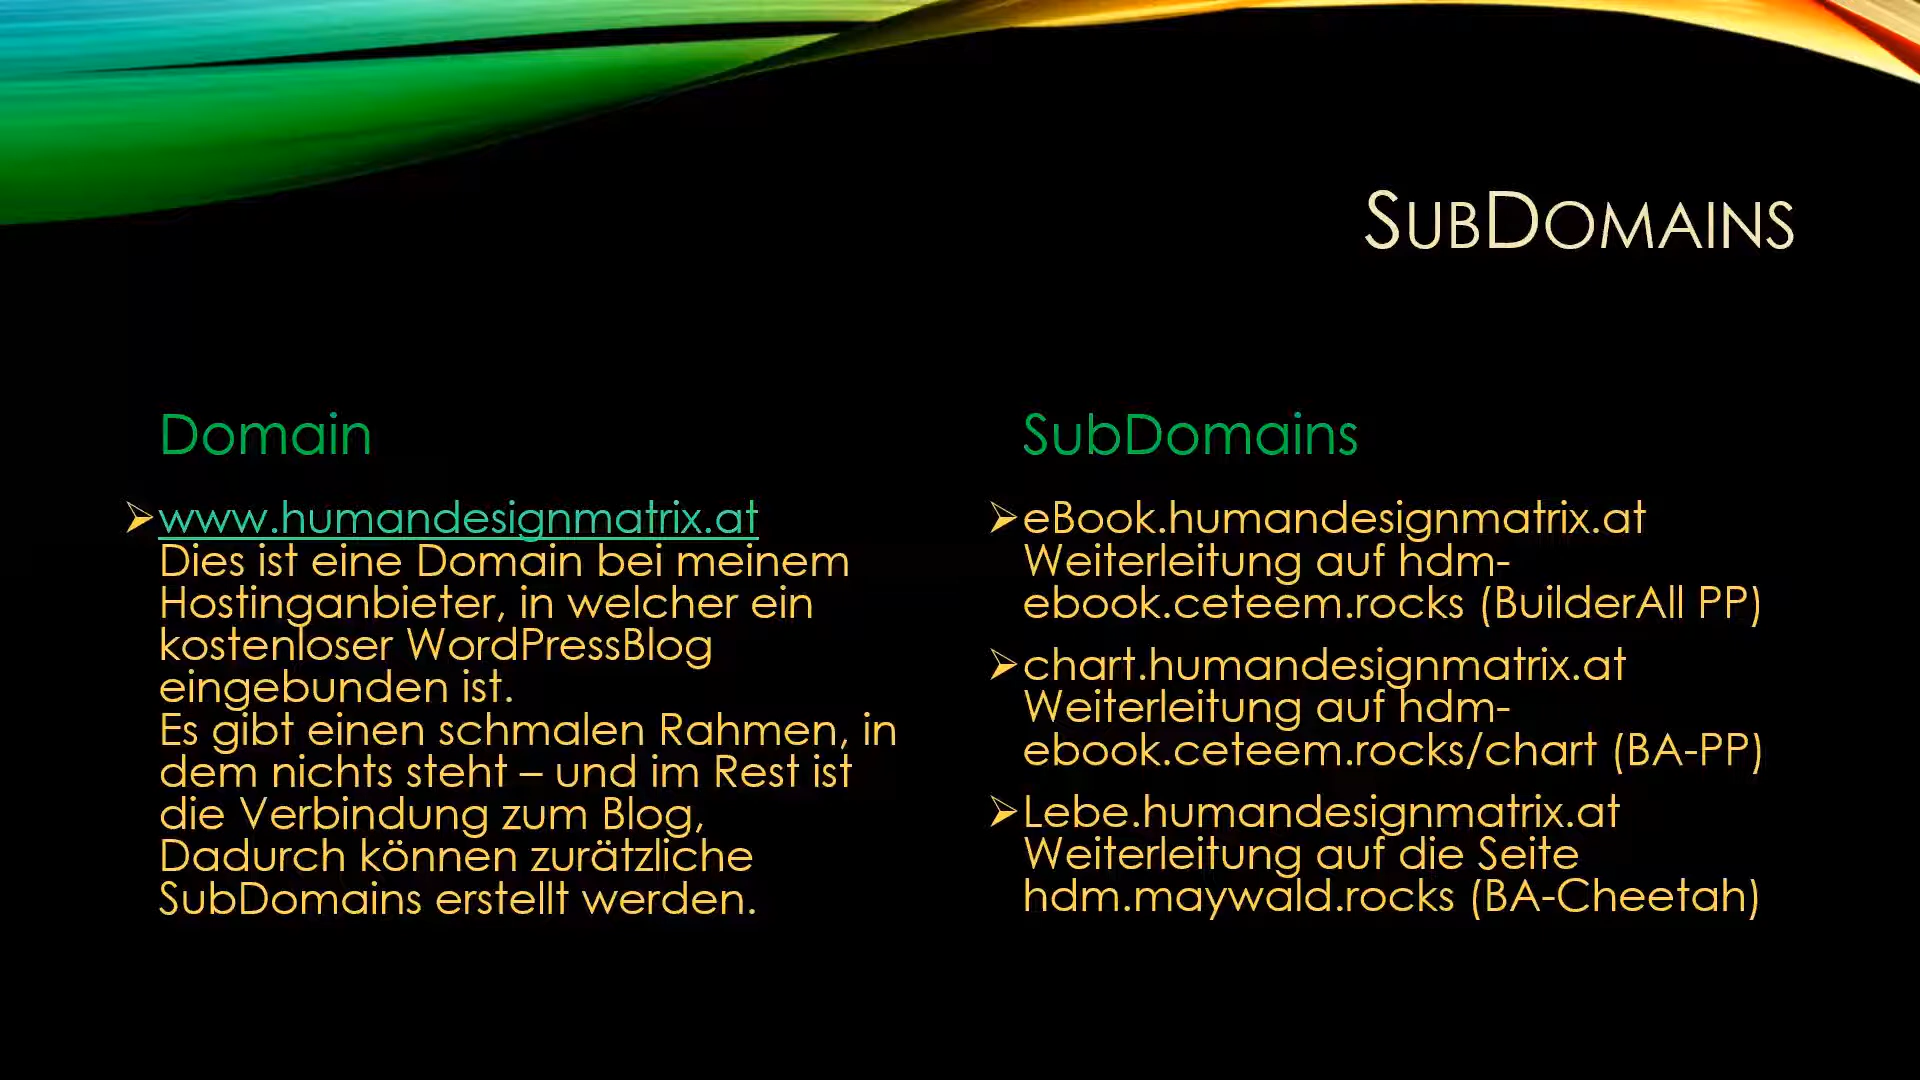 SubDomains
Domain
www.humandesignmatrix.at
Dies ist eine Domain bei meinem
Hostinganbieter, in welcher ein
kostenloser WordPressBlog
eingebunden ist.
Es gibt einen schmalen Rahmen, in
dem nichts steht – und im Rest ist
die Verbindung zum Blog,
Dadurch können zurätzliche
SubDomains erstellt werden.
SubDomains
eBook.humandesignmatrix.at
Weiterleitung auf hdm-
ebook.ceteem.rocks (BuilderAll PP)
chart.humandesignmatrix.at
Weiterleitung auf hdm-
ebook.ceteem.rocks/chart (BA-PP)
Lebe.humandesignmatrix.at
Weiterleitung auf die Seite
hdm.maywald.rocks (BA-Cheetah)